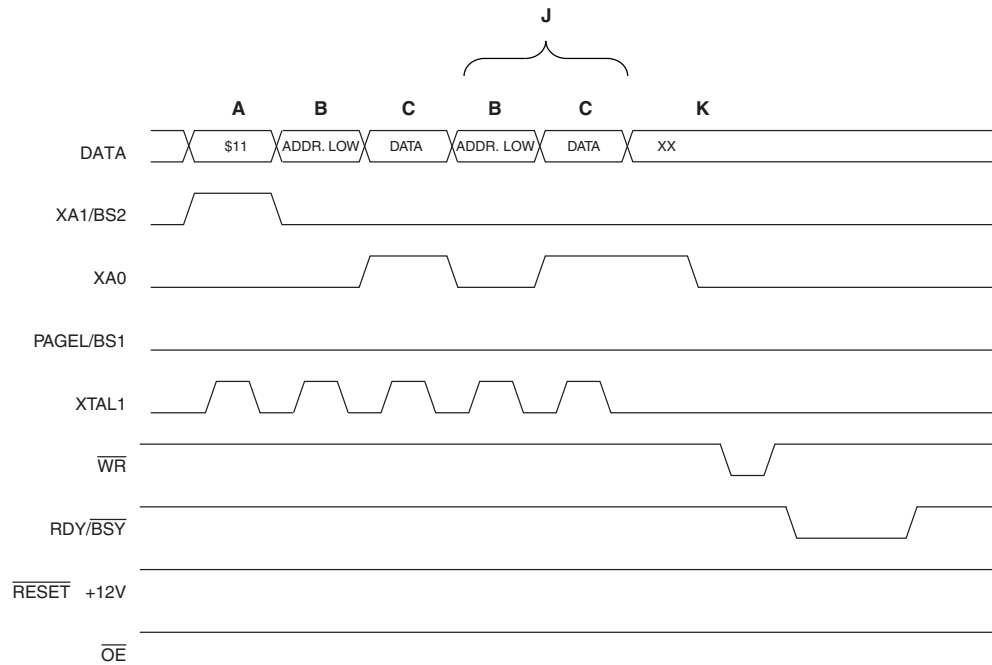 J
A B C B C K
DATA $11 ADDR. LOW DATA ADDR. LOW DATA XX
XA1/BS2
XA0
PAGEL/BS1
XTAL1
WR
RDY/BSY
RESET +12V
OE